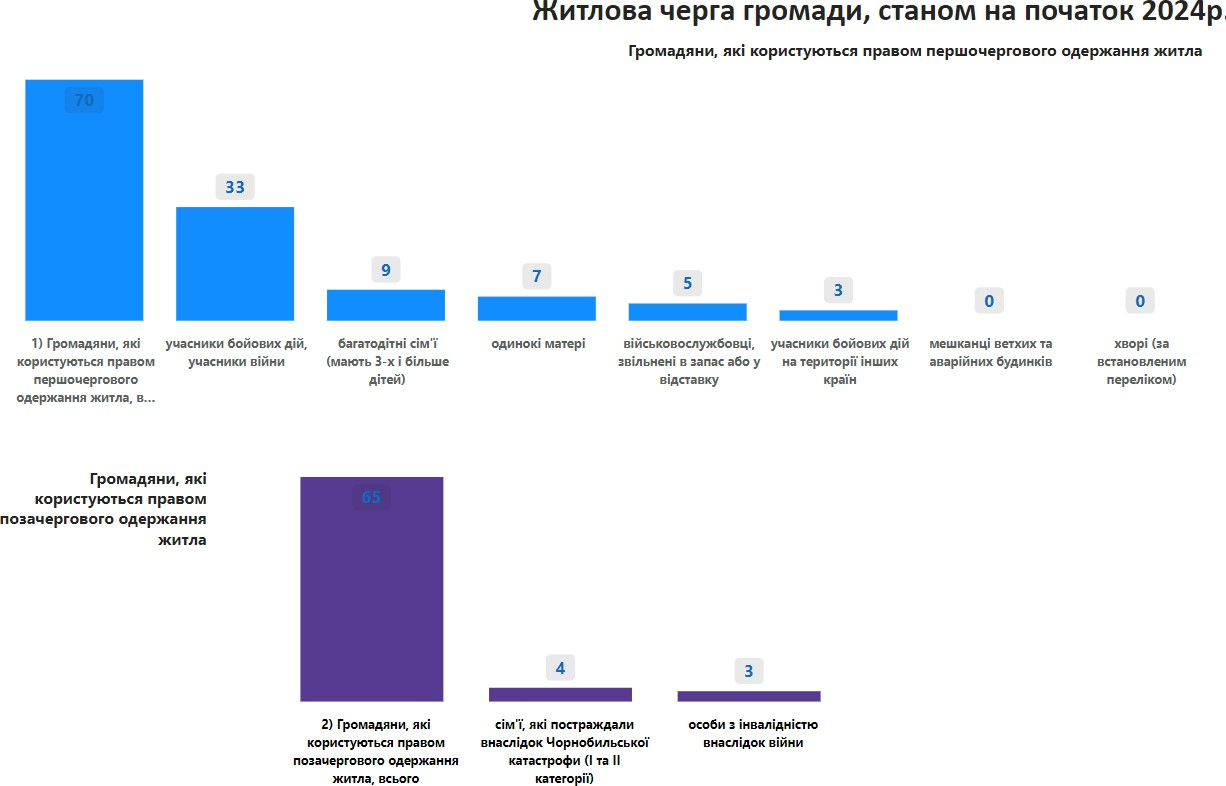 Житлова черга громади, станом на початок 2024р.
Громадяни, які користуються правом першочергового одержання житла
70
33
9
7
5
3
0
0
1) Громадяни, які
користуються правом
першочергового
одержання житла, в...
учасники бойових дій,
учасники війни
багатодітні сім'ї
(мають 3-х і більше
дітей)
одинокі матері
військовослужбовці,
звільнені в запас або у
відставку
учасники бойових дій
на території інших
країн
мешканці ветхих та
аварійних будинків
хворі (за
встановленим
переліком)
Громадяни, які
користуються правом
позачергового одержання
житла
65
4
3
2) Громадяни, які
користуються правом
позачергового одержання
житла, всього
сім'ї, які постраждали
внаслідок Чорнобильської
катастрофи (І та ІІ
категорії)
особи з інвалідністю
внаслідок війни